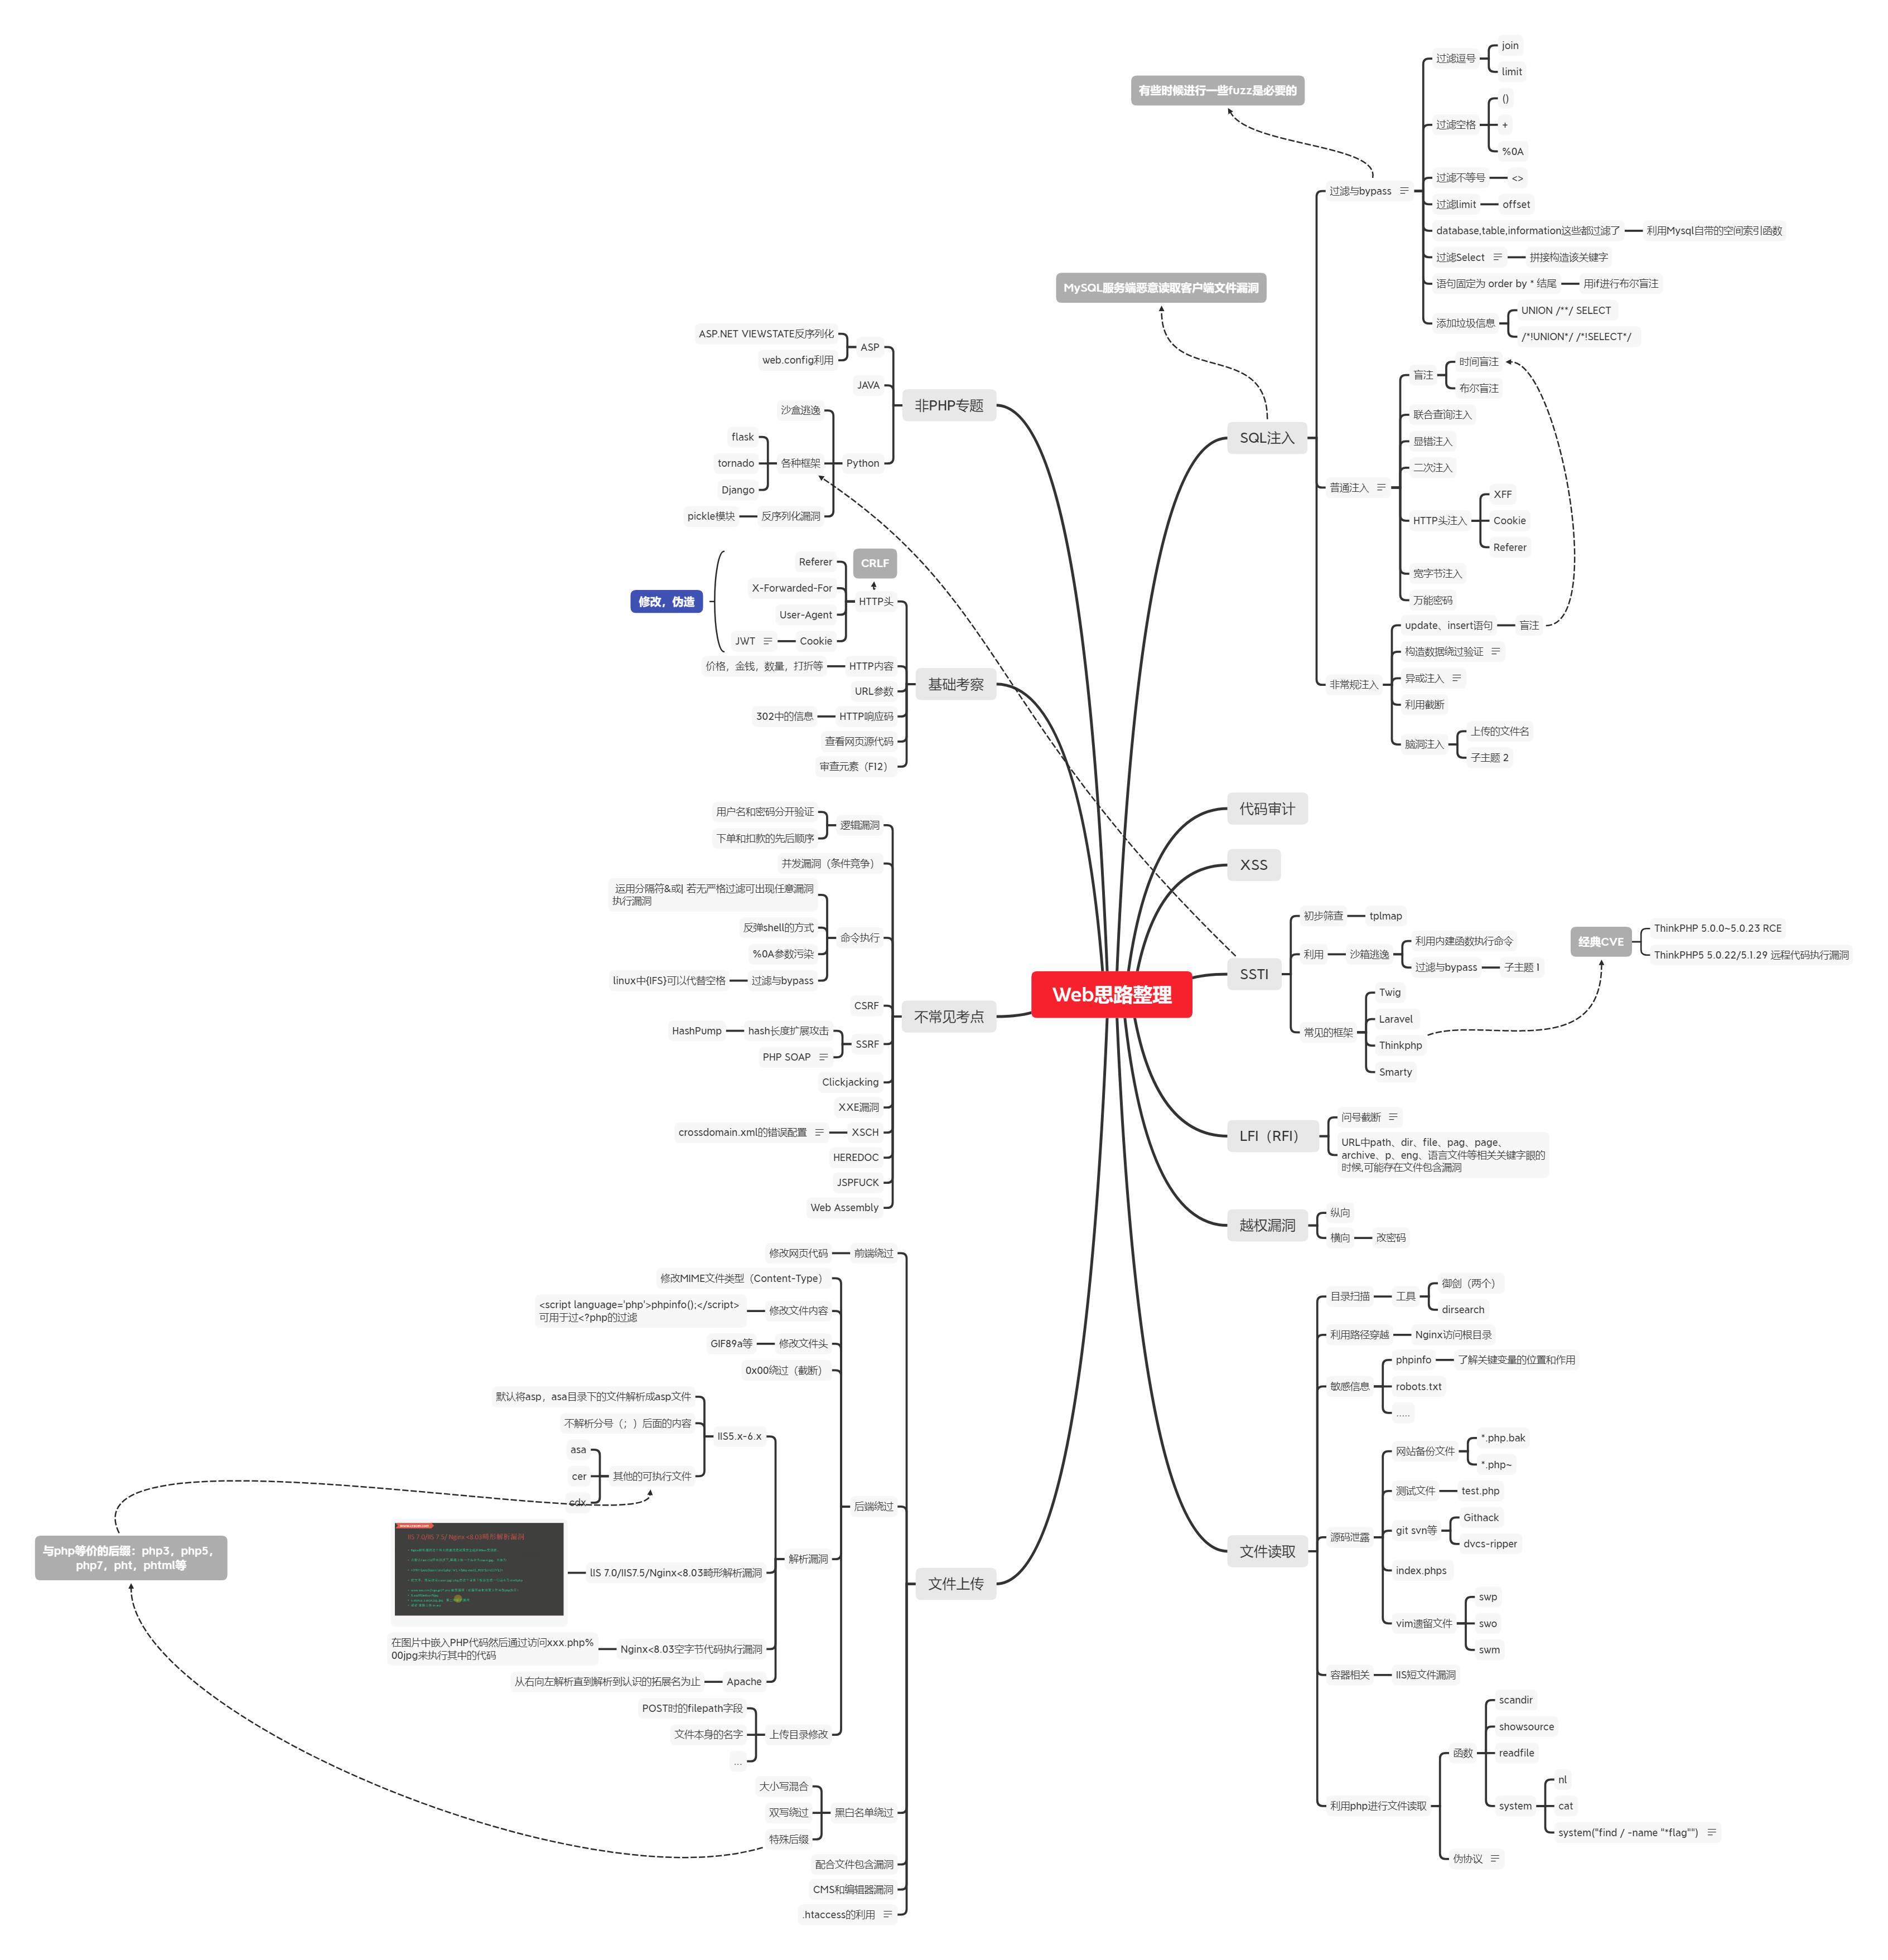 Web思路整理
有些时候进行一些fuzz是必要的
MySQL服务端恶意读取客户端文件漏洞
SQL注入
过滤与bypass
过滤逗号
join
limit
过滤空格
()
+
%0A
过滤不等号
<>
过滤limit
offset
database,table,information这些都过滤了
利用Mysql自带的空间索引函数
过滤Select
拼接构造该关键字
语句固定为 order by * 结尾
用if进行布尔盲注
添加垃圾信息
UNION /**/ SELECT
/*!UNION*/ /*!SELECT*/
普通注入
盲注
时间盲注
布尔盲注
联合查询注入
显错注入
二次注入
HTTP头注入
XFF
Cookie
Referer
宽字节注入
万能密码
非常规注入
update、insert语句
盲注
构造数据绕过验证
异或注入
利用截断
脑洞注入
上传的文件名
子主题 2
代码审计
XSS
SSTI
初步筛查
tplmap
利用
沙箱逃逸
利用内建函数执行命令
过滤与bypass
子主题 1
常见的框架
Twig
Laravel
Thinkphp
Smarty
经典CVE
ThinkPHP 5.0.0~5.0.23 RCE
ThinkPHP5 5.0.22/5.1.29 远程代码执行漏洞
LFI（RFI）
问号截断
URL中path、dir、file、pag、page、
archive、p、eng、语言文件等相关关键字眼的
时候,可能存在文件包含漏洞
越权漏洞
纵向
横向
改密码
文件读取
目录扫描
工具
御剑（两个）
dirsearch
利用路径穿越
Nginx访问根目录
敏感信息
phpinfo
了解关键变量的位置和作用
robots.txt
.....
源码泄露
网站备份文件
*.php.bak
*.php~
测试文件
test.php
git svn等
Githack
dvcs-ripper
index.phps
vim遗留文件
swp
swo
swm
容器相关
IIS短文件漏洞
利用php进行文件读取
函数
scandir
showsource
readfile
system
nl
cat
system("find / -name "*flag"")
伪协议
非PHP专题
ASP
ASP.NET VIEWSTATE反序列化
web.config利用
JAVA
Python
沙盒逃逸
各种框架
flask
tornado
Django
反序列化漏洞
pickle模块
基础考察
CRLF
HTTP头
Referer
X-Forwarded-For
User-Agent
Cookie
JWT
修改，伪造
HTTP内容
价格，金钱，数量，打折等
URL参数
HTTP响应码
302中的信息
查看网页源代码
审查元素（F12）
不常见考点
逻辑漏洞
用户名和密码分开验证
下单和扣款的先后顺序
并发漏洞（条件竞争）
命令执行
运用分隔符&或| 若无严格过滤可出现任意漏洞
执行漏洞
反弹shell的方式
%0A参数污染
过滤与bypass
linux中{IFS}可以代替空格
CSRF
SSRF
hash长度扩展攻击
HashPump
PHP SOAP
Clickjacking
XXE漏洞
XSCH
crossdomain.xml的错误配置
HEREDOC
JSPFUCK
Web Assembly
文件上传
前端绕过
修改网页代码
后端绕过
修改MIME文件类型（Content-Type）
修改文件内容
<script language='php'>phpinfo();</script>
可用于过<?php的过滤
修改文件头
GIF89a等
0x00绕过（截断）
解析漏洞
IIS5.x-6.x
默认将asp，asa目录下的文件解析成asp文件
不解析分号（；）后面的内容
其他的可执行文件
asa
cer
cdx
IIS 7.0/IIS7.5/Nginx<8.03畸形解析漏洞
IIS 7.0/IIS 7.5/ Nginx <8.03畸形解析漏洞
Nginx<8.03空字节代码执行漏洞
在图片中嵌入PHP代码然后通过访问xxx.php%
00jpg来执行其中的代码
Apache
从右向左解析直到解析到认识的拓展名为止
上传目录修改
POST时的filepath字段
文件本身的名字
...
黑白名单绕过
大小写混合
双写绕过
特殊后缀
与php等价的后缀：php3，php5，
php7，pht，phtml等
配合文件包含漏洞
CMS和编辑器漏洞
.htaccess的利用